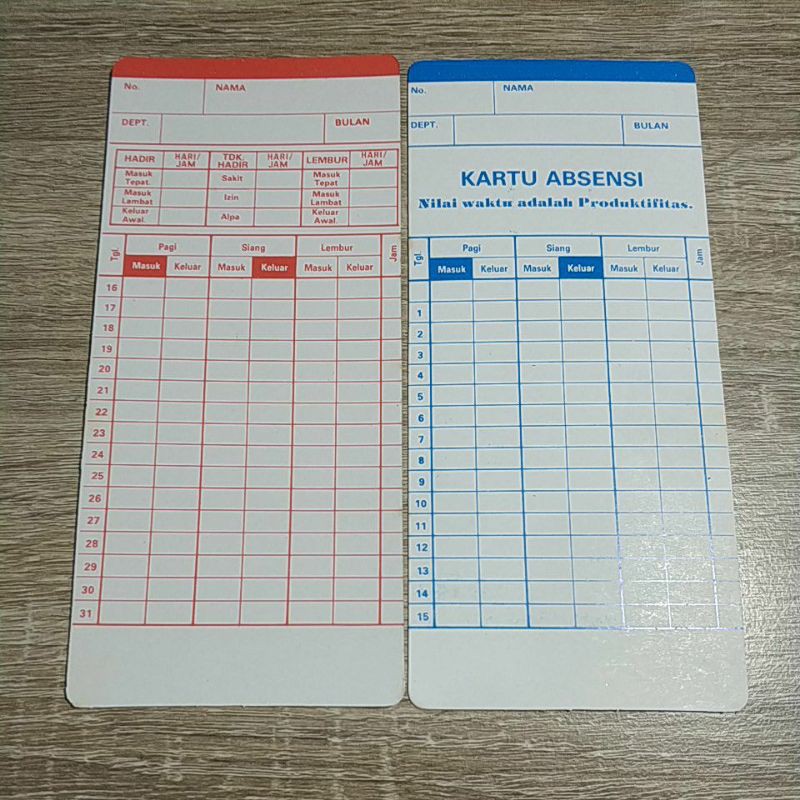 No. NAMA
DEPT. BULAN
HADIR HARI/JAM TDK. HADIR HARI/JAM LEMBUR HARI/JAM
Masuk Tepat. Sakit Masuk Tepat
Masuk Lambat Izin Masuk Lambat
Keluar Awal. Alpa Keluar Awal.
Tgl. Pagi Siang Lembur Jam
Masuk Keluar Masuk Keluar Masuk Keluar
16
17
18
19
20
21
22
23
24
25
26
27
28
29
30
31
No. NAMA
DEPT. BULAN
KARTU ABSENSI
Nilai waktu adalah Produktifitas.
Tgl. Pagi Siang Lembur Jam
Masuk Keluar Masuk Keluar Masuk Keluar
1
2
3
4
5
6
7
8
9
10
11
12
13
14
15